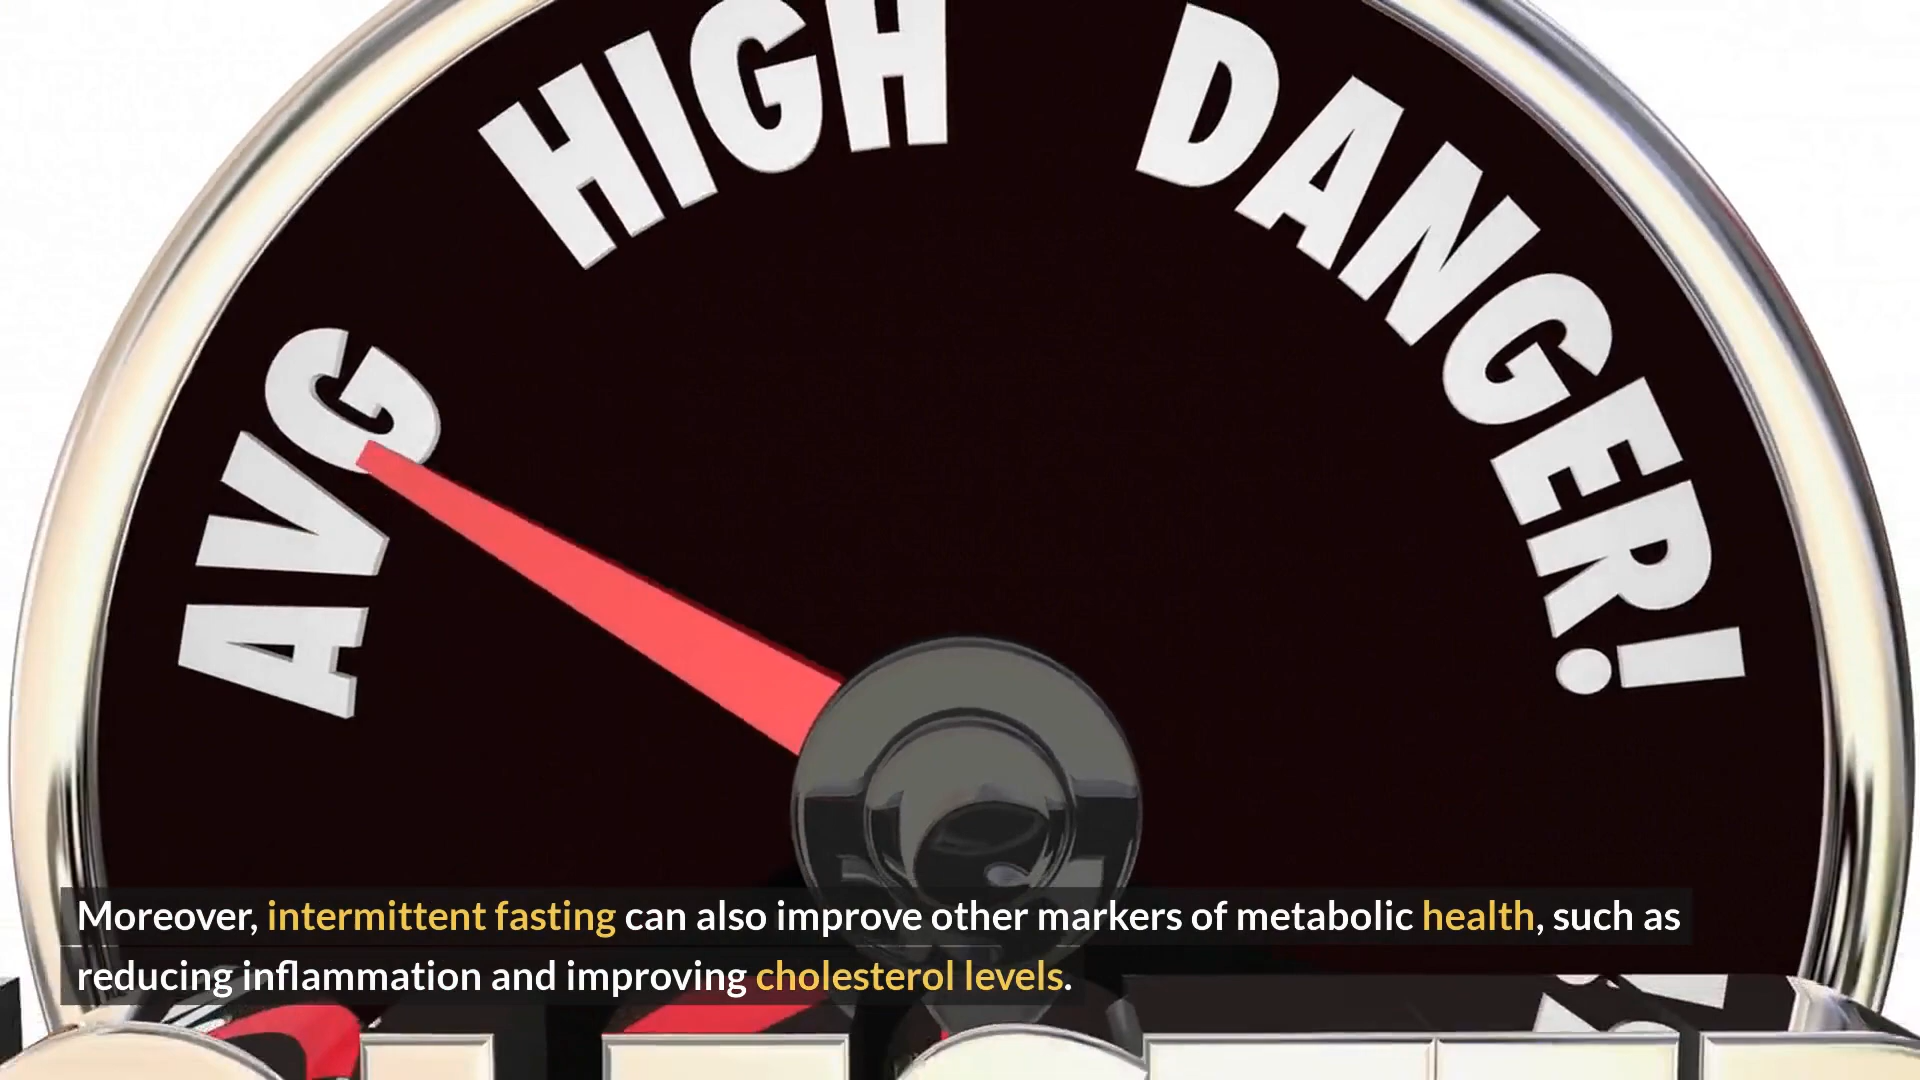 AVG
HIGH
DANGER!
Moreover, intermittent fasting can also improve other markers of metabolic health, such as
reducing inflammation and improving cholesterol levels.